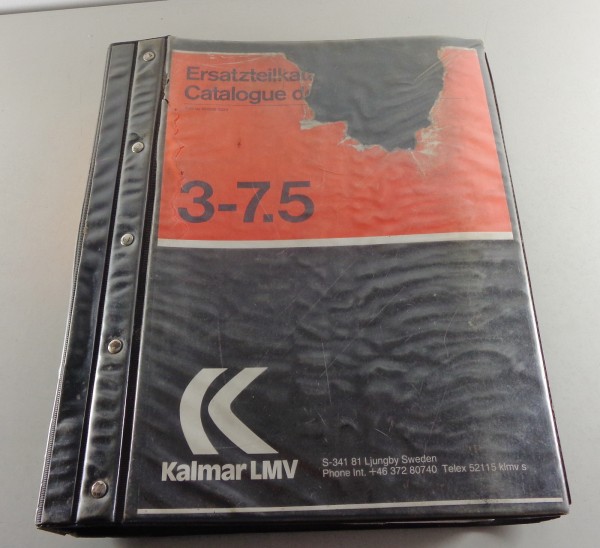 Ersatzteilkat
Catalogue d
3-7.5
Kalmar LMV
S-341 81 Ljungby Sweden
Phone Int. +46 372 80740 Telex 52115 klmv s